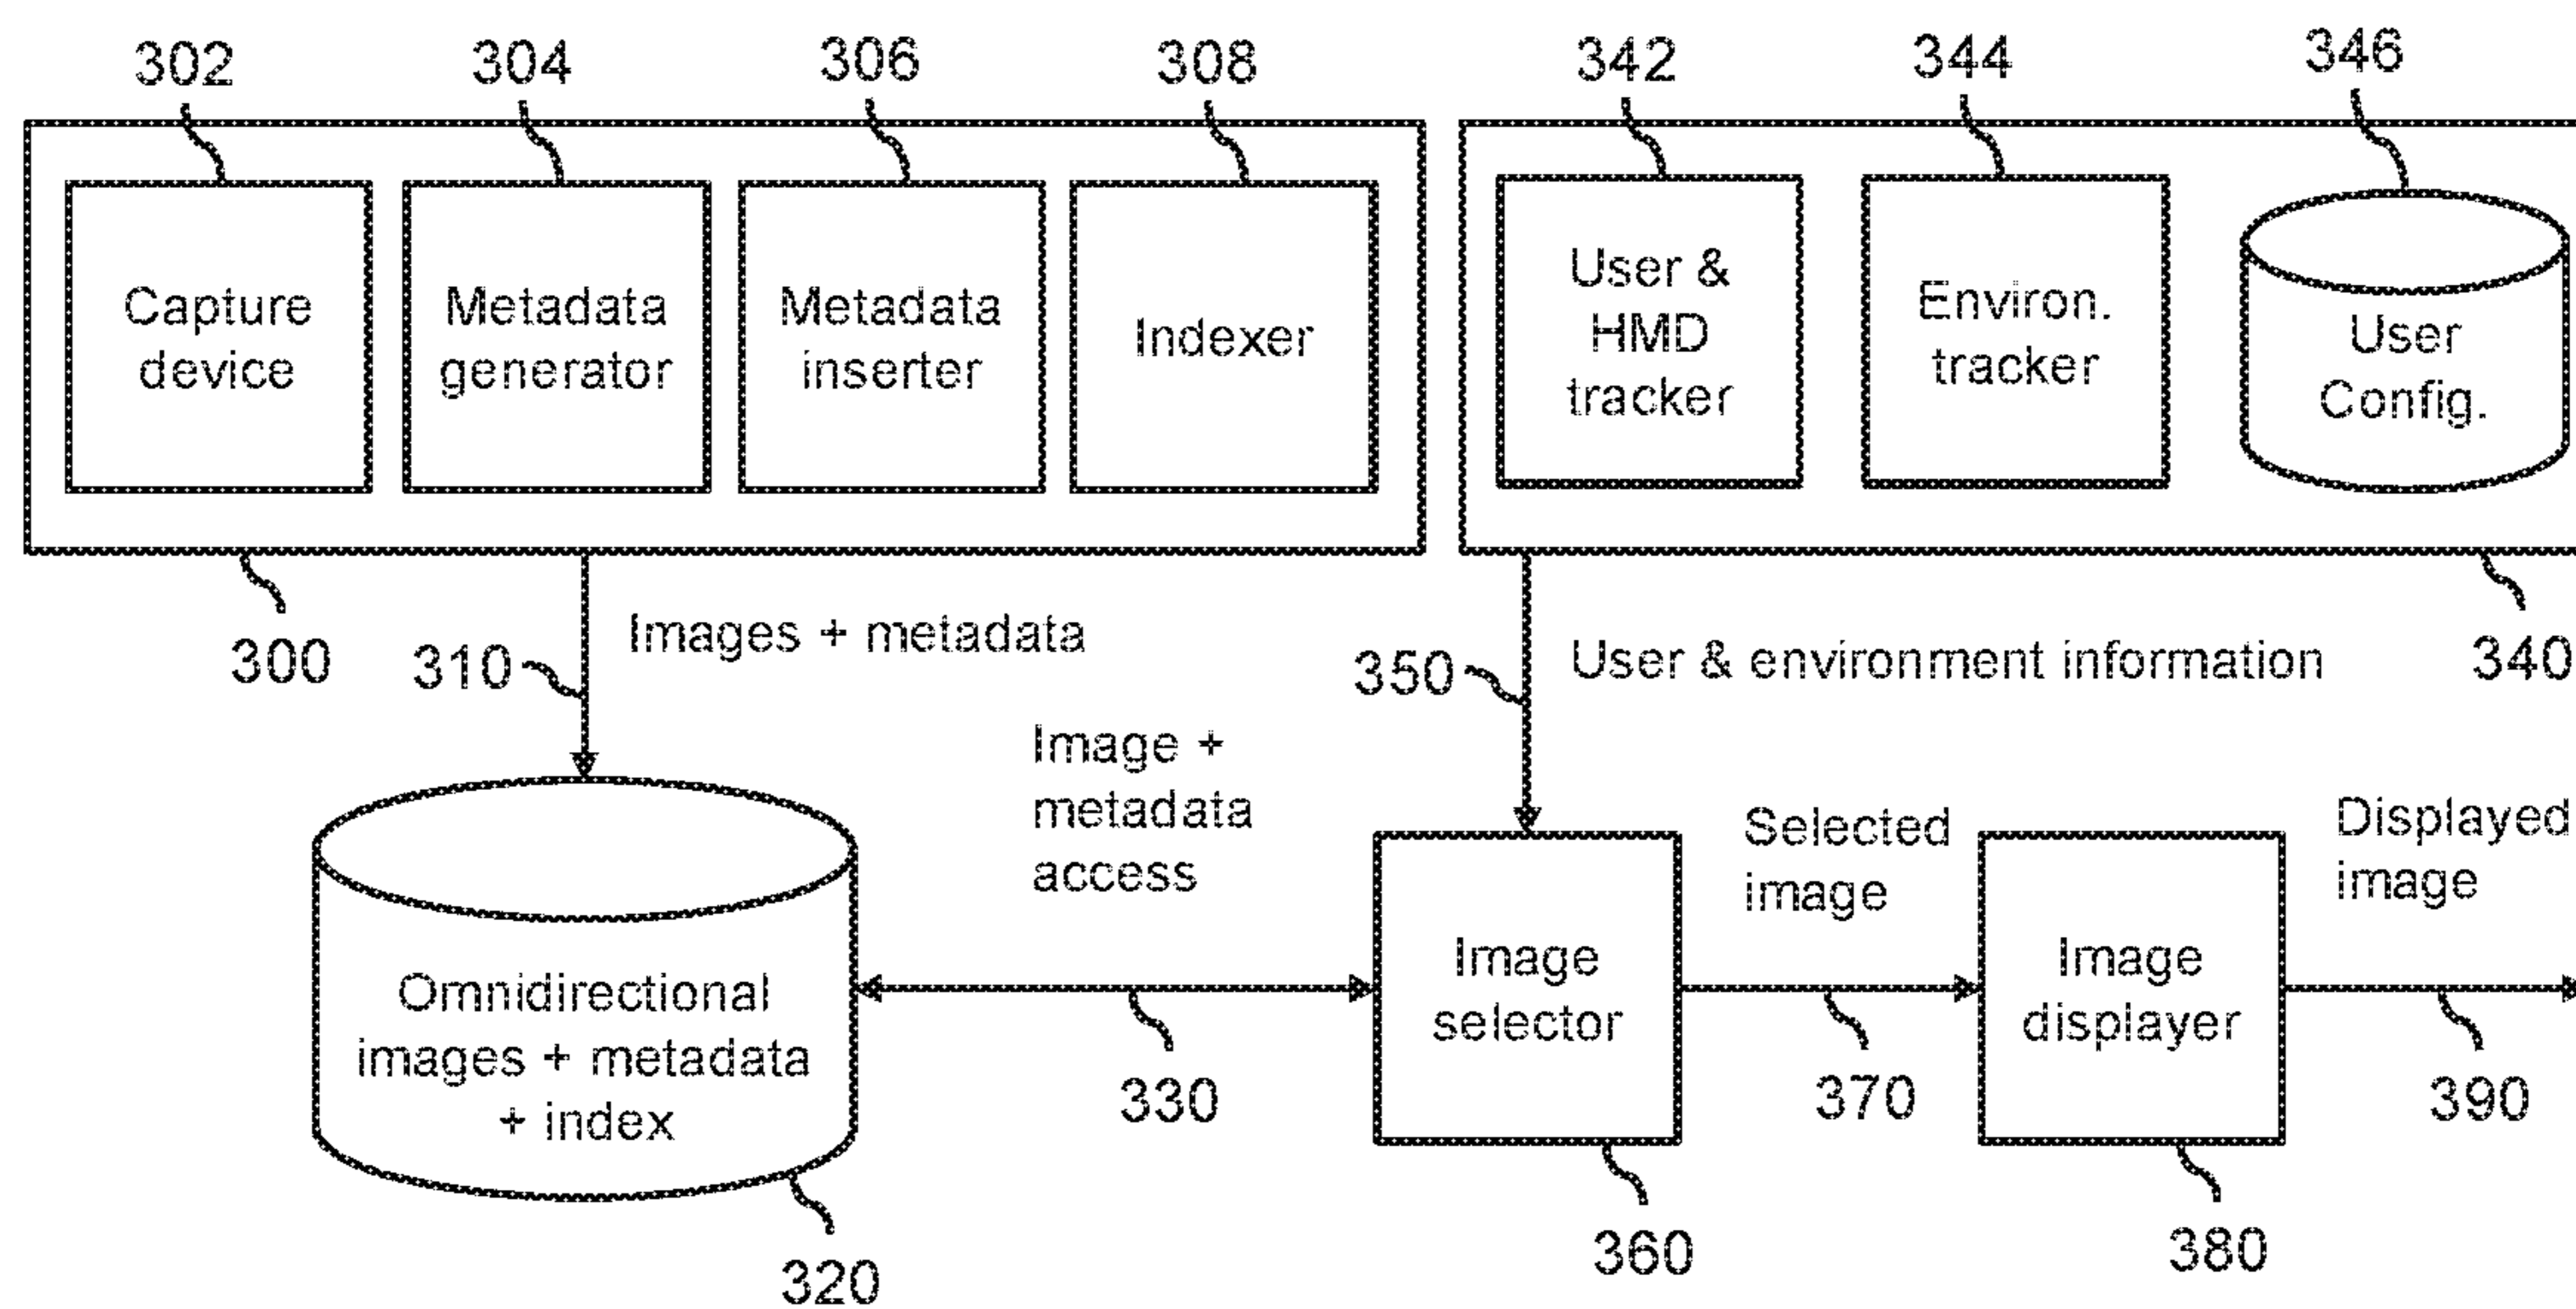 302
304
306
308
342
344
346
Capture
device
Metadata
generator
Metadata
inserter
Indexer
User &
HMD
tracker
Environ.
tracker
User
Config.
300
310
Images + metadata
350
User & environment information
340
Image +
metadata
access
Selected
image
Displayed
image
Omnidirectional
images + metadata
+ index
330
Image
selector
370
Image
displayer
390
320
360
380